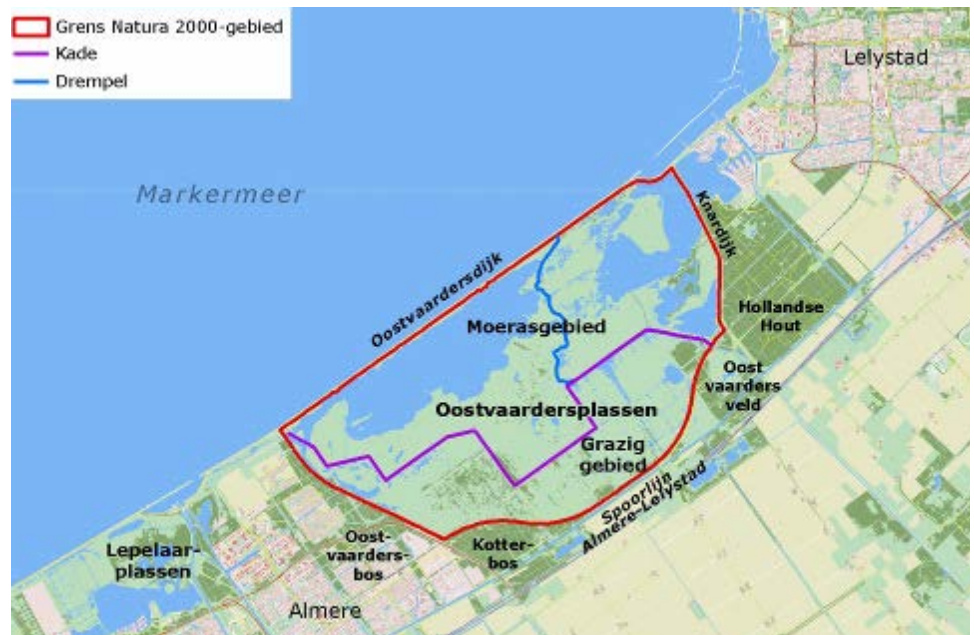 Grens Natura 2000-gebied
Kade
Drempel
Lelystad
Markermeer
Knardijk
Oostvaardersdijk
Hollandse
Hout
Moerasgebied
Oost
vaarders
veld
Oostvaardersplassen
Grazig
gebied
Spoorlijn
Almere-Lelystad
Oost-
vaarders-
bos
Kotter-
bos
Lepelaar-
plassen
Almere